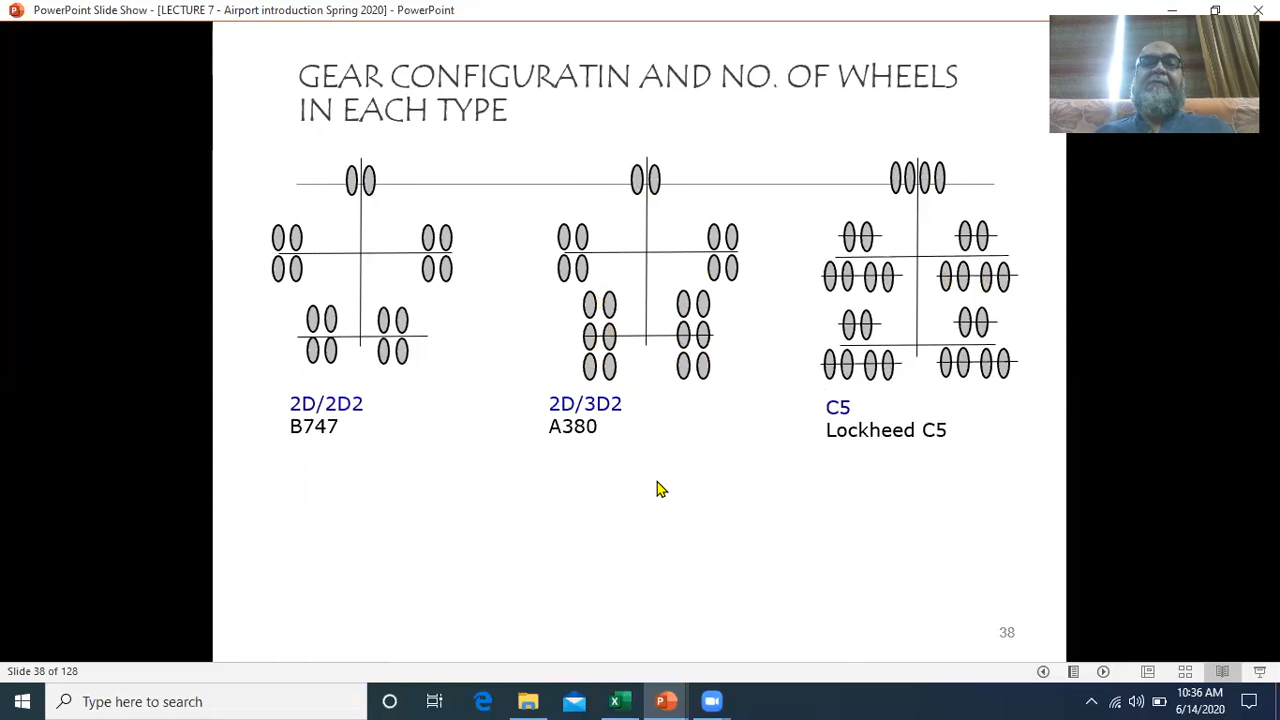 PowerPoint Slide Show - [LECTURE 7 - Airport introduction Spring 2020] - PowerPoint
GEAR CONFIGURATIN AND NO. OF WHEELS
IN EACH TYPE
2D/2D2
B747
2D/3D2
A380
C5
Lockheed C5
38
Slide 38 of 128
Type here to search
10:36 AM
6/14/2020